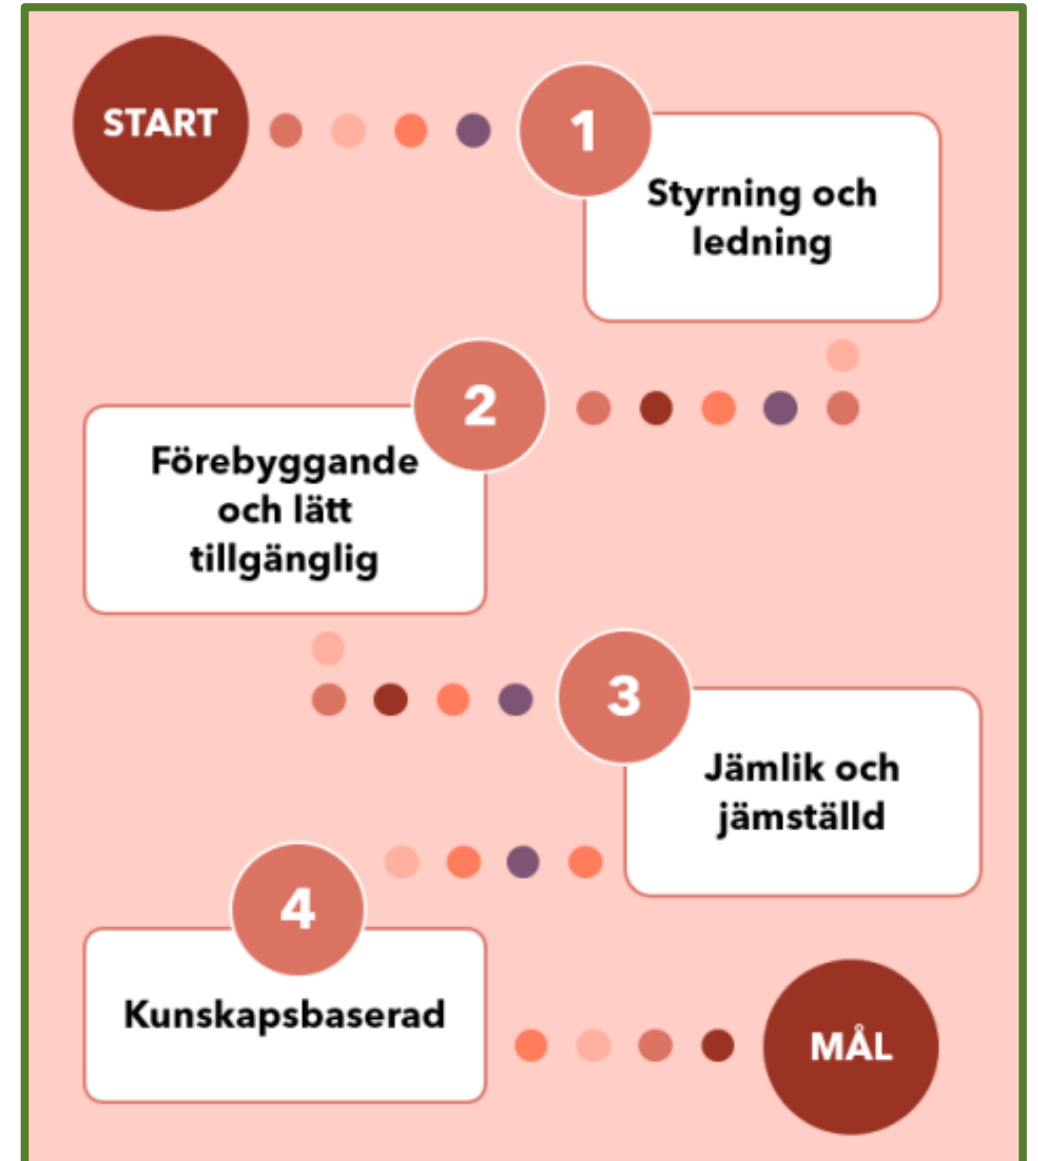 START
1
Styrning och
ledning
2
Förebyggande
och lätt
tillgänglig
3
Jämlik och
jämställd
4
Kunskapsbaserad
MÅL